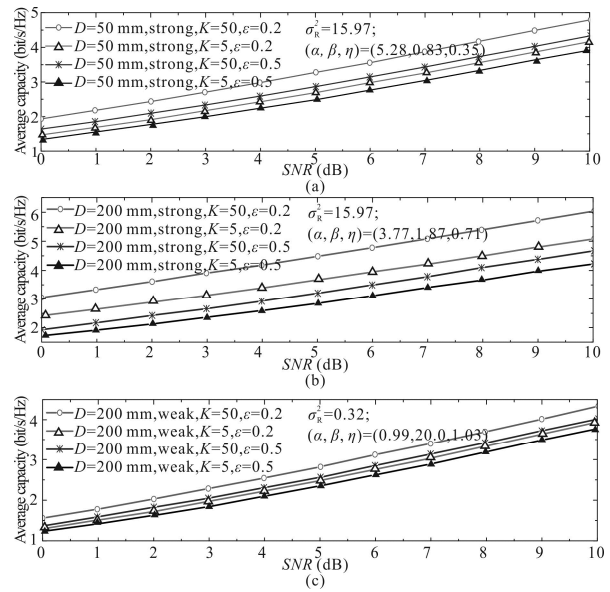 5
4
3
2
1
Average capacity (bit/s/Hz)
D=50 mm,strong,K=50,ε=0.2
D=50 mm,strong,K=5,ε=0.2
D=50 mm,strong,K=50,ε=0.5
D=50 mm,strong,K=5,ε=0.5
σ_R^2=15.97;
(α, β, η)=(5.28,0.83,0.35)
0 1 2 3 4 5 6 7 8 9 10
SNR (dB)
(a)
6
5
4
3
2
Average capacity (bit/s/Hz)
D=200 mm,strong,K=50,ε=0.2
D=200 mm,strong,K=5,ε=0.2
D=200 mm,strong,K=50,ε=0.5
D=200 mm,strong,K=5,ε=0.5
σ_R^2=15.97;
(α, β, η)=(3.77,1.87,0.71)
0 1 2 3 4 5 6 7 8 9 10
SNR (dB)
(b)
4
3
2
1
Average capacity (bit/s/Hz)
D=200 mm,weak,K=50,ε=0.2
D=200 mm,weak,K=5,ε=0.2
D=200 mm,weak,K=50,ε=0.5
D=200 mm,weak,K=5,ε=0.5
σ_R^2=0.32;
(α, β, η)=(0.99,20.0,1.03)
0 1 2 3 4 5 6 7 8 9 10
SNR (dB)
(c)